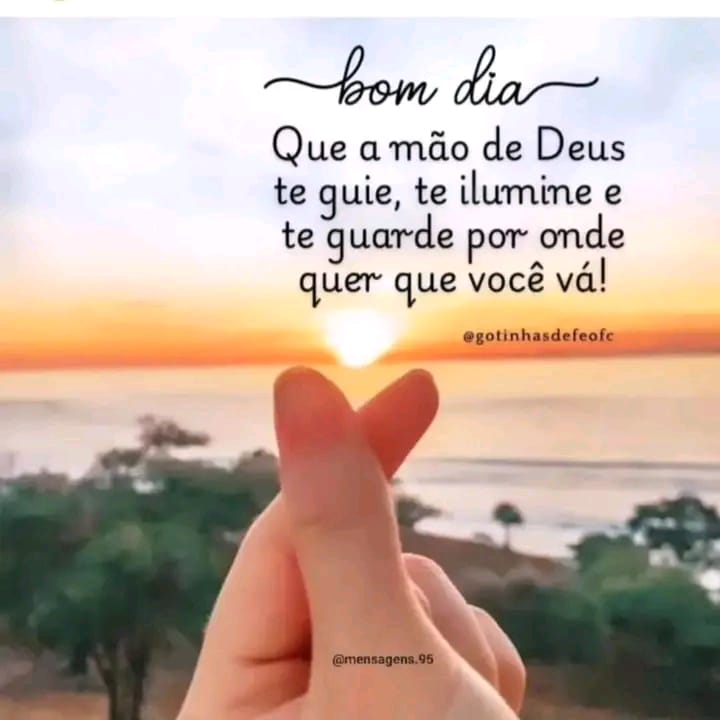 bom dia
Que a mão de Deus
te guie, te ilumine e
te guarde por onde
quer que você vá!
@gotinhasdefeofc
@mensagens.95